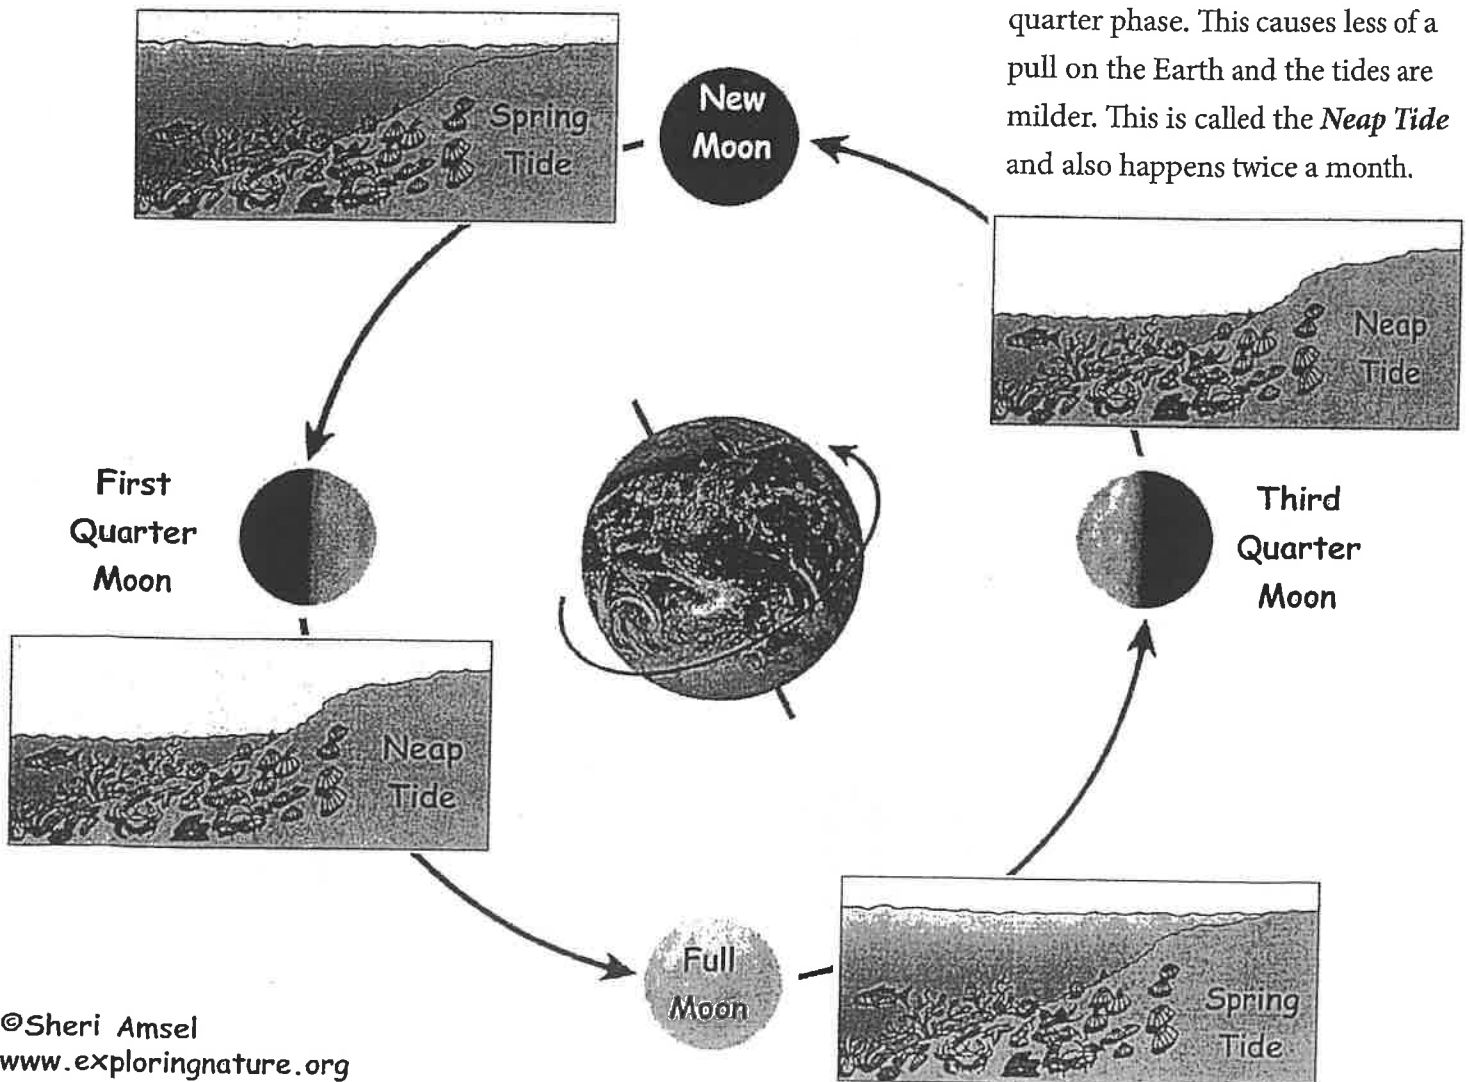 quarter phase. This causes less of a
pull on the Earth and the tides are
milder. This is called the Neap Tide
and also happens twice a month.
New
Moon
Spring
Tide
Neap
Tide
First
Quarter
Moon
Third
Quarter
Moon
Neap
Tide
Full
Moon
Spring
Tide
©Sheri Amsel
www.exploringnature.org